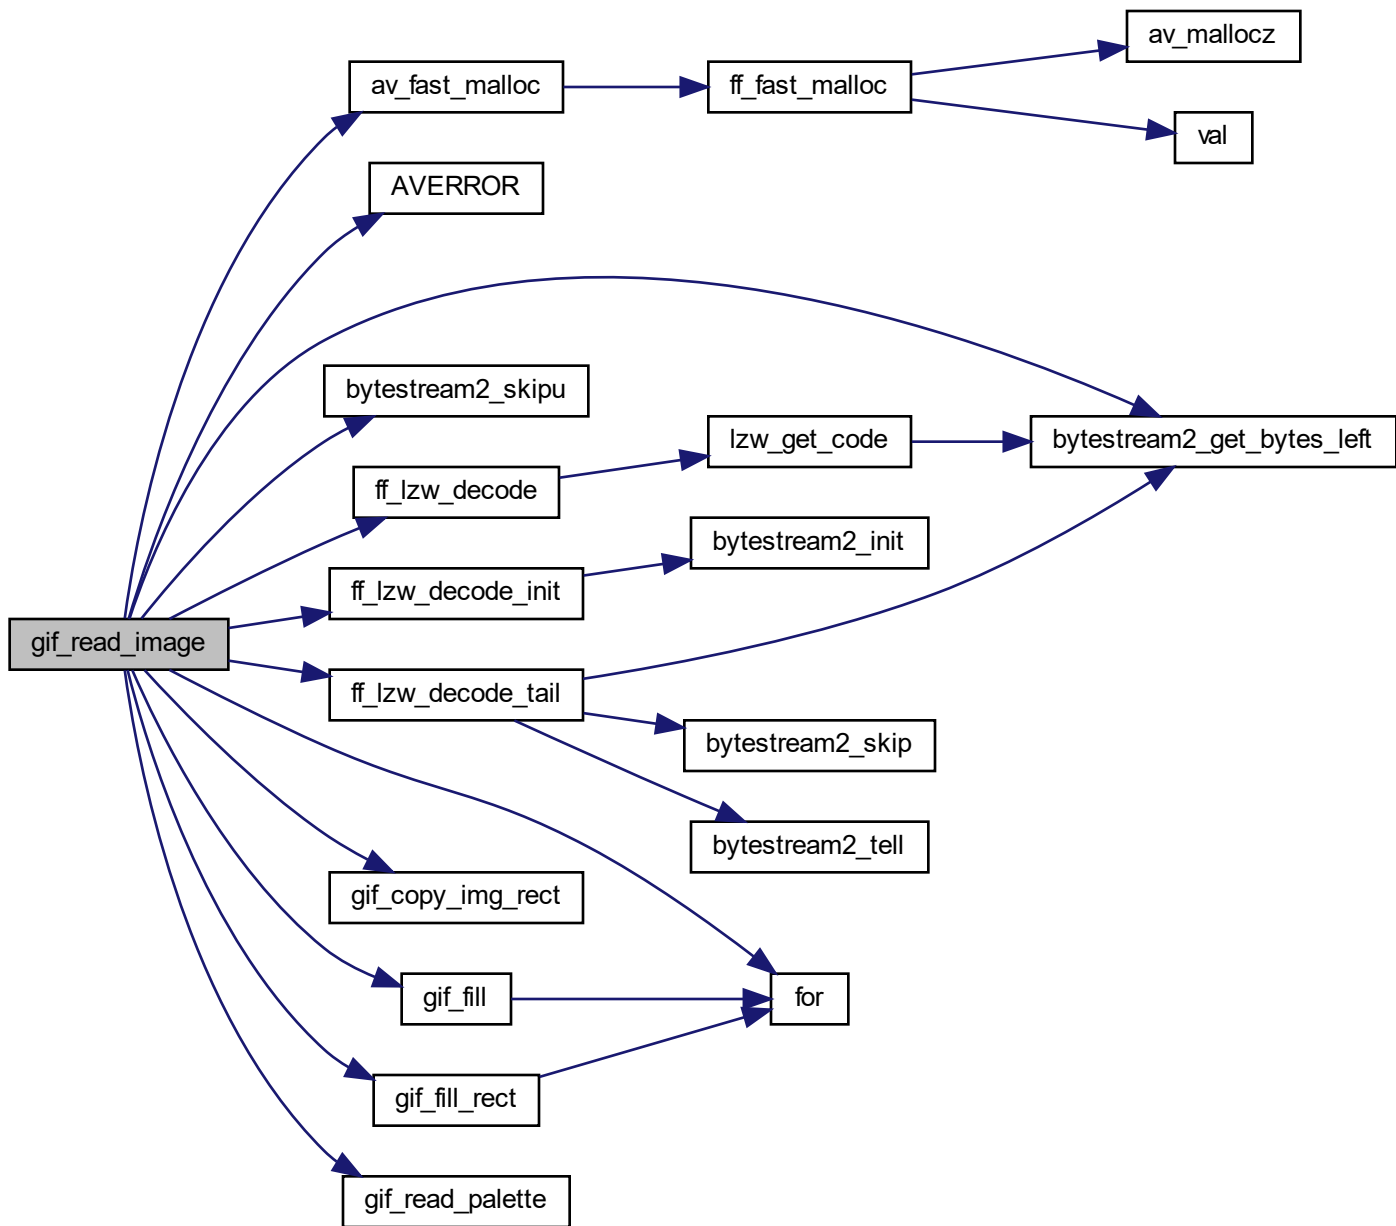 av_mallocz
av_fast_malloc
ff_fast_malloc
val
AVERROR
bytestream2_skipu
lzw_get_code
bytestream2_get_bytes_left
ff_lzw_decode
bytestream2_init
ff_lzw_decode_init
gif_read_image
ff_lzw_decode_tail
bytestream2_skip
bytestream2_tell
gif_copy_img_rect
gif_fill
for
gif_fill_rect
gif_read_palette